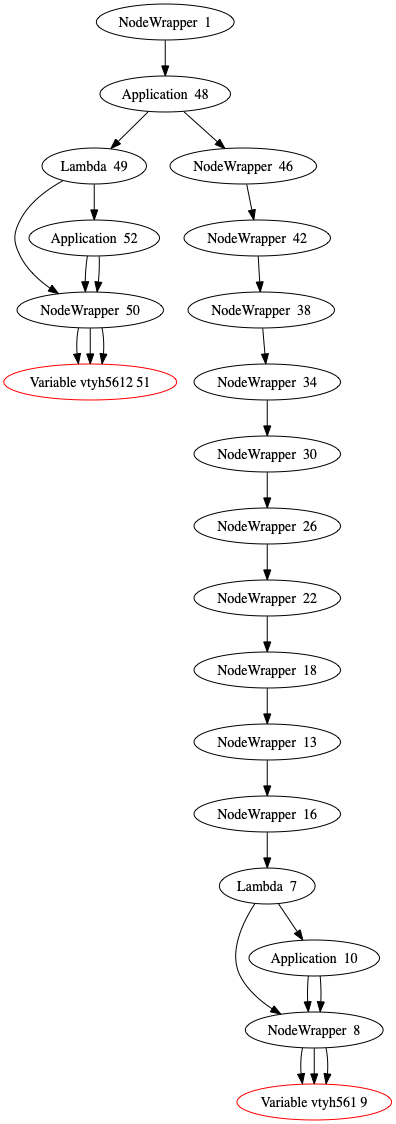 NodeWrapper 1
Application 48
Lambda 49
NodeWrapper 46
Application 52
NodeWrapper 42
NodeWrapper 50
NodeWrapper 38
Variable vtyh5612 51
NodeWrapper 34
NodeWrapper 30
NodeWrapper 26
NodeWrapper 22
NodeWrapper 18
NodeWrapper 13
NodeWrapper 16
Lambda 7
Application 10
NodeWrapper 8
Variable vtyh561 9